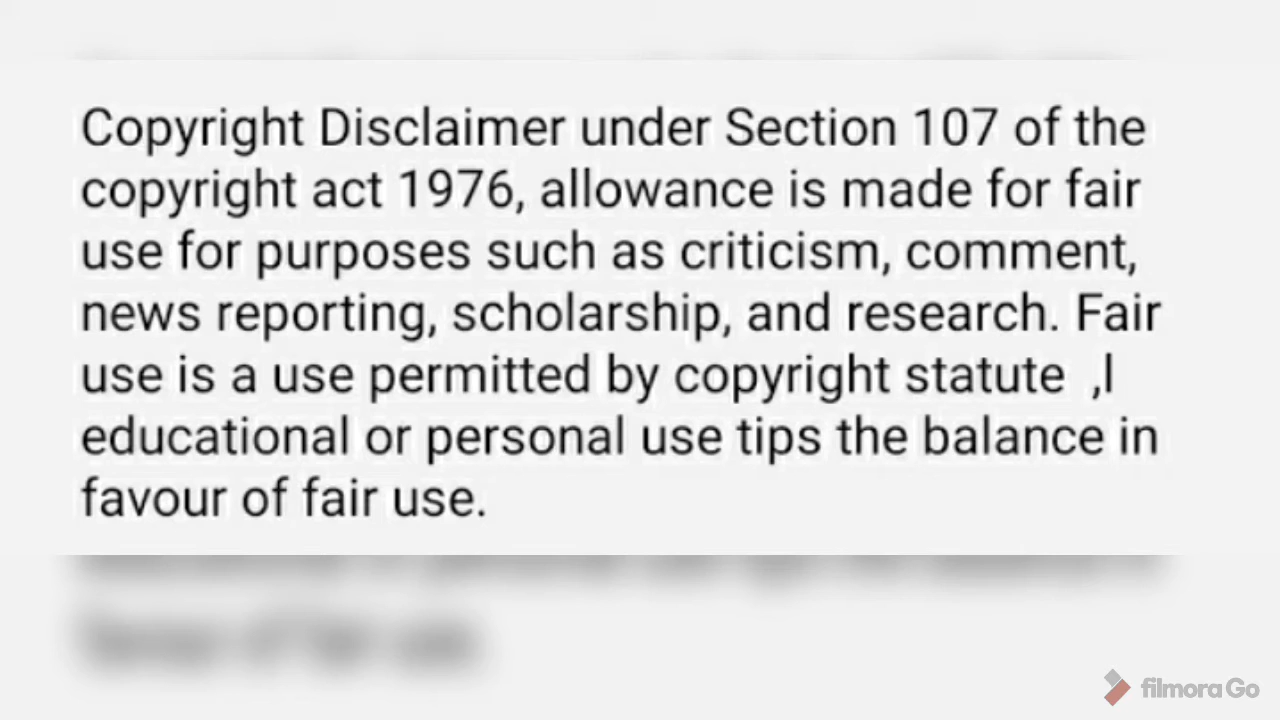 Copyright Disclaimer under Section 107 of the
copyright act 1976, allowance is made for fair
use for purposes such as criticism, comment,
news reporting, scholarship, and research. Fair
use is a use permitted by copyright statute  ,l
educational or personal use tips the balance in
favour of fair use.
filmora Go